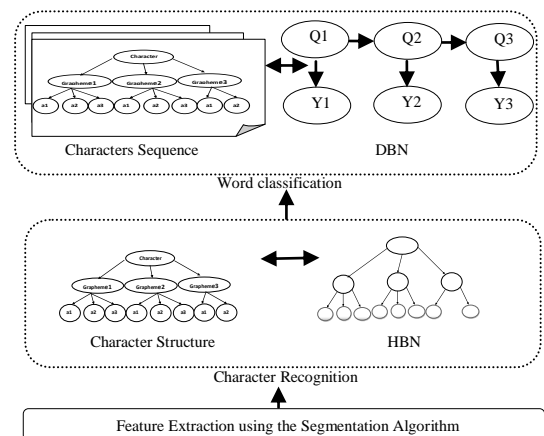 Character
Grapheme1 Grapheme2 Grapheme3
a1 a2 a3 a1 a2 a3 a1 a2
Characters Sequence
Q1 Q2 Q3
Y1 Y2 Y3
DBN
Word classification
Character
Grapheme1 Grapheme2 Grapheme3
a1 a2 a3 a1 a2 a3 a1 a2
Character Structure
HBN
Character Recognition
Feature Extraction using the Segmentation Algorithm